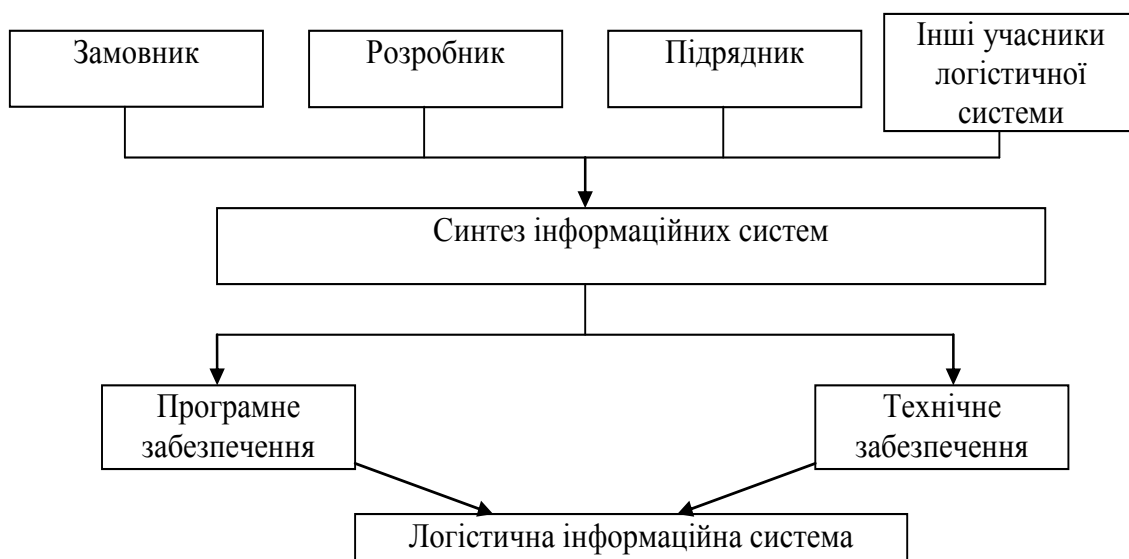 Замовник
Розробник
Підрядник
Інші учасники
логістичної
системи
Синтез інформаційних систем
Програмне
забезпечення
Технічне
забезпечення
Логістична інформаційна система